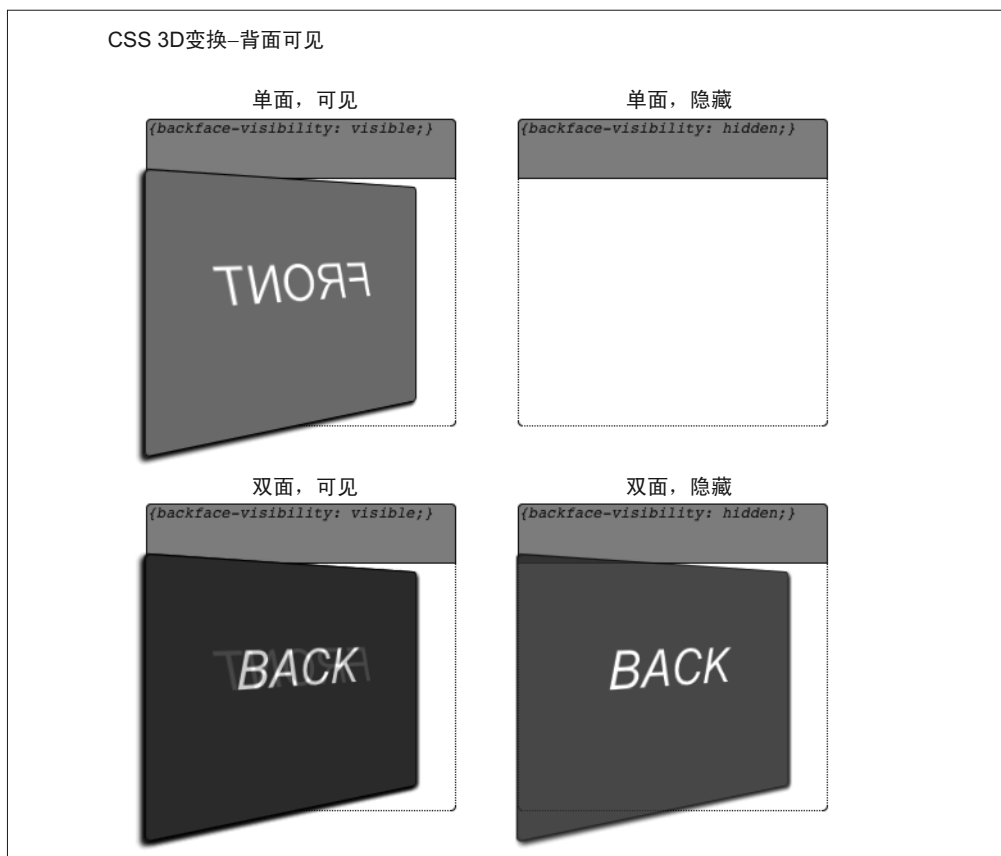 CSS 3D变换–背面可见
单面，可见
单面，隐藏
{backface-visibility: visible;}
{backface-visibility: hidden;}
FRONT
双面，可见
双面，隐藏
{backface-visibility: visible;}
{backface-visibility: hidden;}
FRONT
BACK
BACK